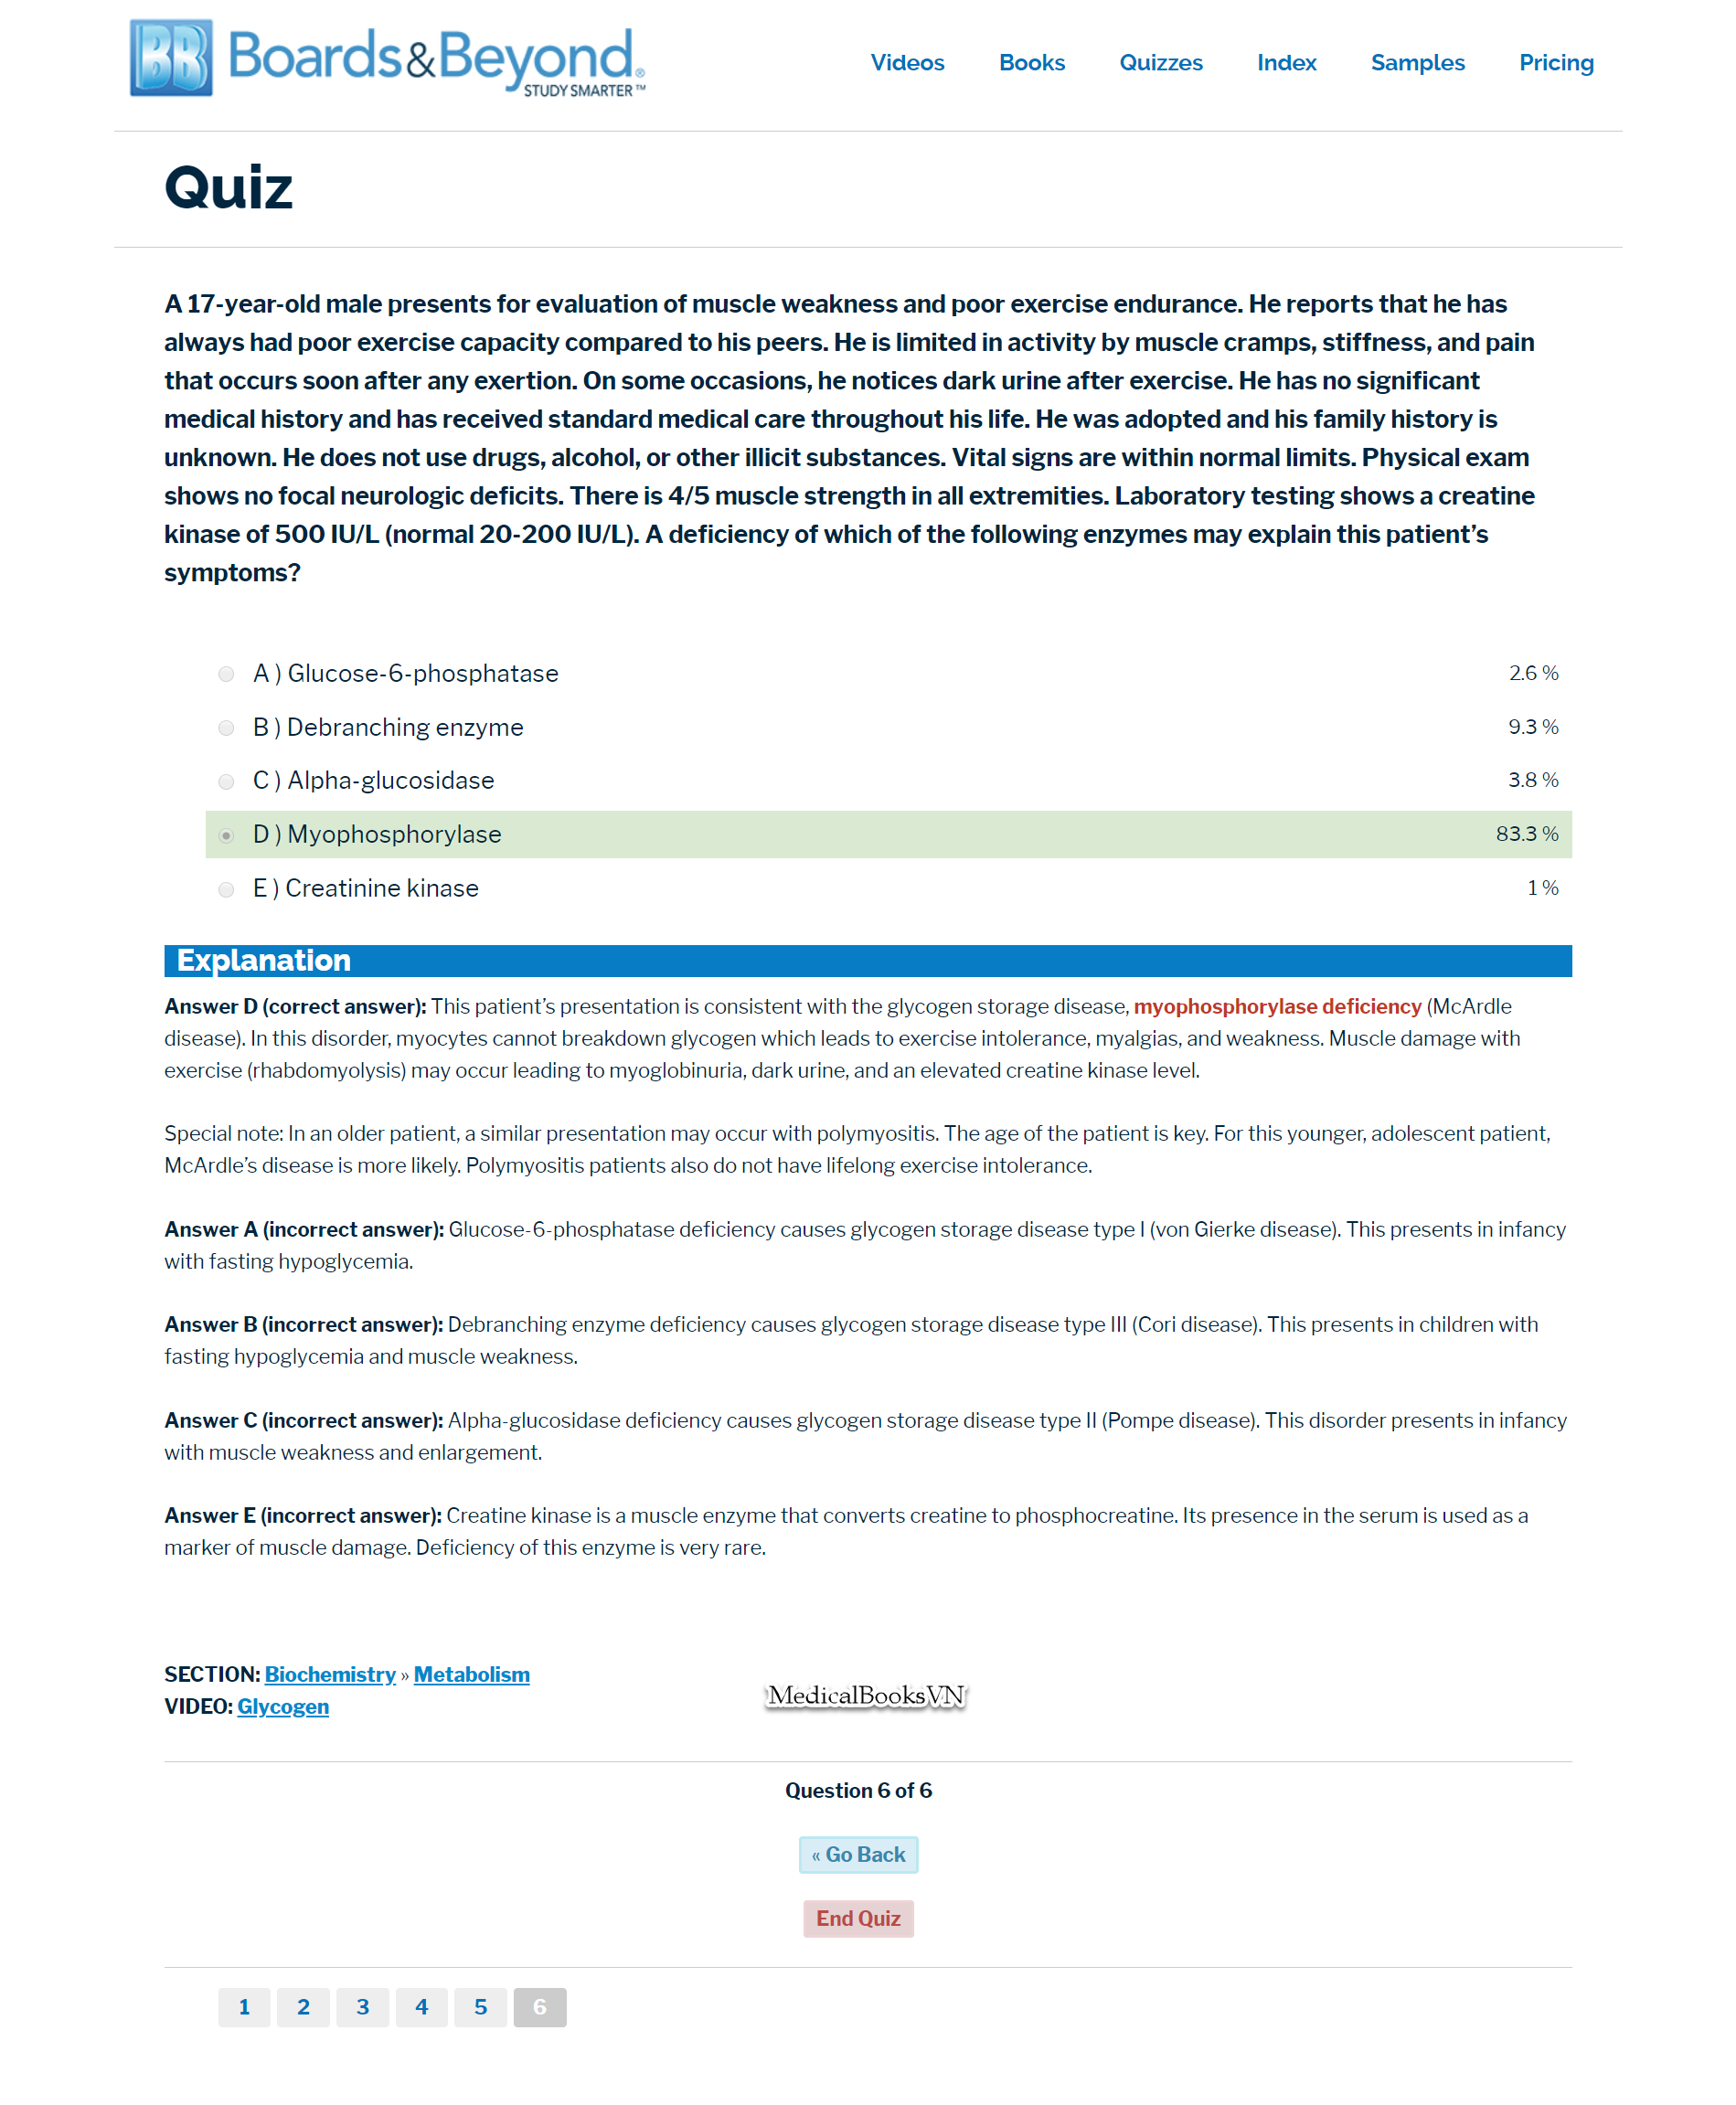 BB Boards&Beyond®
STUDY SMARTER™
Videos Books Quizzes Index Samples Pricing
Quiz
A 17-year-old male presents for evaluation of muscle weakness and poor exercise endurance. He reports that he has
always had poor exercise capacity compared to his peers. He is limited in activity by muscle cramps, stiffness, and pain
that occurs soon after any exertion. On some occasions, he notices dark urine after exercise. He has no significant
medical history and has received standard medical care throughout his life. He was adopted and his family history is
unknown. He does not use drugs, alcohol, or other illicit substances. Vital signs are within normal limits. Physical exam
shows no focal neurologic deficits. There is 4/5 muscle strength in all extremities. Laboratory testing shows a creatine
kinase of 500 IU/L (normal 20-200 IU/L). A deficiency of which of the following enzymes may explain this patient’s
symptoms?
A ) Glucose-6-phosphatase 2.6 %
B ) Debranching enzyme 9.3 %
C ) Alpha-glucosidase 3.8 %
D ) Myophosphorylase 83.3 %
E ) Creatinine kinase 1 %
Explanation
Answer D (correct answer): This patient’s presentation is consistent with the glycogen storage disease, myophosphorylase deficiency (McArdle
disease). In this disorder, myocytes cannot breakdown glycogen which leads to exercise intolerance, myalgias, and weakness. Muscle damage with
exercise (rhabdomyolysis) may occur leading to myoglobinuria, dark urine, and an elevated creatine kinase level.
Special note: In an older patient, a similar presentation may occur with polymyositis. The age of the patient is key. For this younger, adolescent patient,
McArdle’s disease is more likely. Polymyositis patients also do not have lifelong exercise intolerance.
Answer A (incorrect answer): Glucose-6-phosphatase deficiency causes glycogen storage disease type I (von Gierke disease). This presents in infancy
with fasting hypoglycemia.
Answer B (incorrect answer): Debranching enzyme deficiency causes glycogen storage disease type III (Cori disease). This presents in children with
fasting hypoglycemia and muscle weakness.
Answer C (incorrect answer): Alpha-glucosidase deficiency causes glycogen storage disease type II (Pompe disease). This disorder presents in infancy
with muscle weakness and enlargement.
Answer E (incorrect answer): Creatine kinase is a muscle enzyme that converts creatine to phosphocreatine. Its presence in the serum is used as a
marker of muscle damage. Deficiency of this enzyme is very rare.
SECTION: Biochemistry » Metabolism
VIDEO: Glycogen
MedicalBooksVN
Question 6 of 6
« Go Back
End Quiz
1 2 3 4 5 6